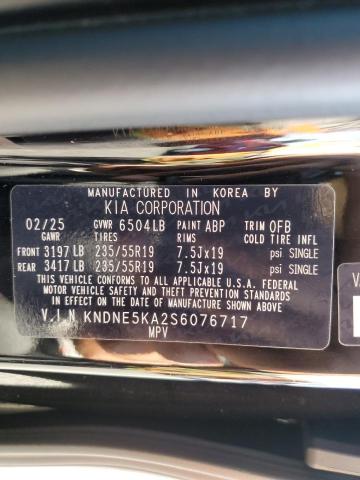 MANUFACTURED IN KOREA BY
KIA CORPORATION
02/25 GVWR 6504LB PAINT ABP TRIM OFB
GAWR TIRES RIMS COLD TIRE INFL
FRONT 3197 LB 235/55R19 7.5Jx19 psi SINGLE
REAR 3417 LB 235/55R19 7.5Jx19 psi SINGLE
THIS VEHICLE CONFORMS TO ALL APPLICABLE U.S.A. FEDERAL
MOTOR VEHICLE SAFETY AND THEFT PREVENTION STANDARDS
IN EFFECT ON THE DATE OF MANUFACTURE SHOWN ABOVE
V.I N KNDNE5KA2S6076717
MPV